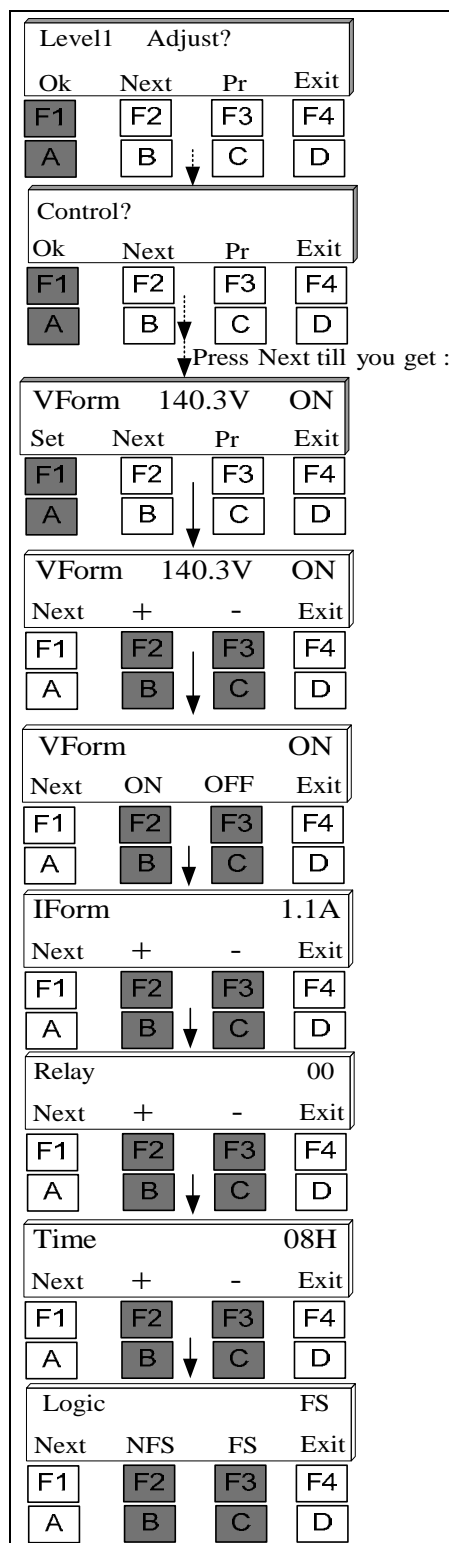 Level1 Adjust?
Ok Next Pr Exit
F1 F2 F3 F4
A B C D
Control?
Ok Next Pr Exit
F1 F2 F3 F4
A B C D
Press Next till you get :
VForm 140.3V ON
Set Next Pr Exit
F1 F2 F3 F4
A B C D
VForm 140.3V ON
Next + - Exit
F1 F2 F3 F4
A B C D
VForm ON
Next ON OFF Exit
F1 F2 F3 F4
A B C D
IForm 1.1A
Next + - Exit
F1 F2 F3 F4
A B C D
Relay 00
Next + - Exit
F1 F2 F3 F4
A B C D
Time 08H
Next + - Exit
F1 F2 F3 F4
A B C D
Logic FS
Next NFS FS Exit
F1 F2 F3 F4
A B C D